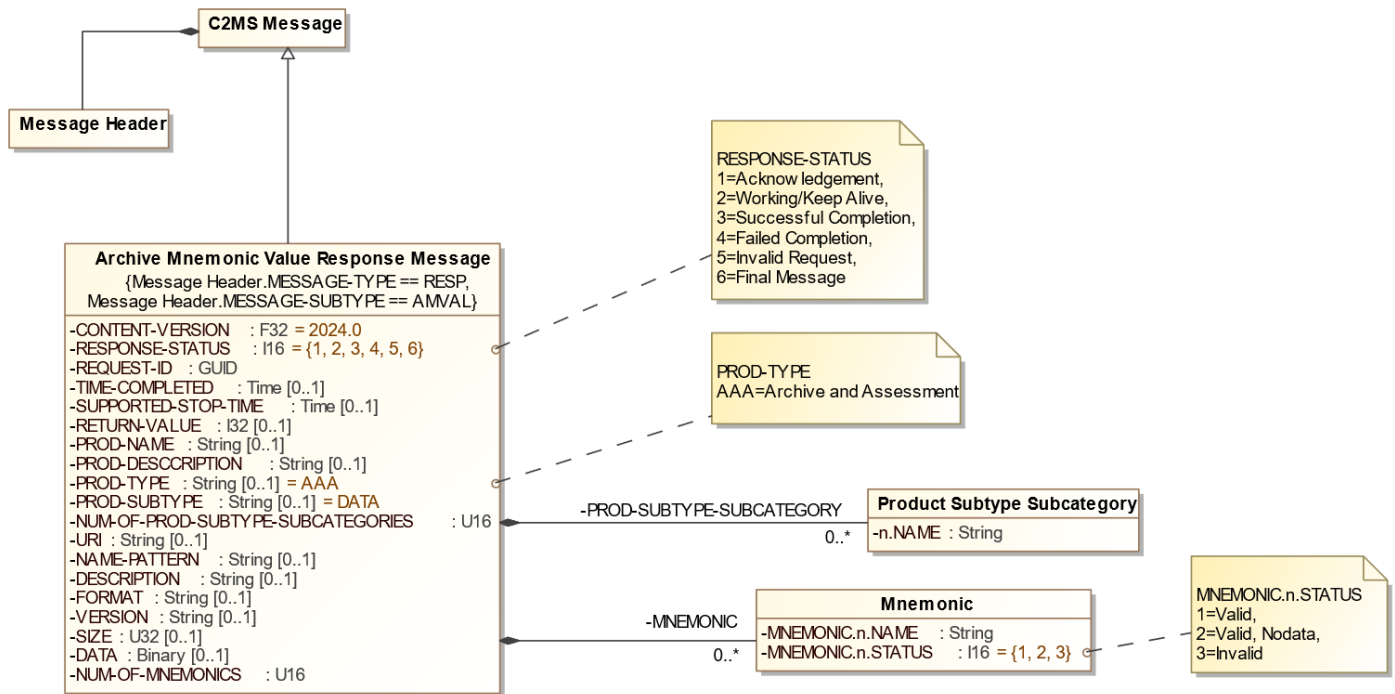 C2MS Message
Message Header
RESPONSE-STATUS
1=Acknowledgement,
2=Working/Keep Alive,
3=Successful Completion,
4=Failed Completion,
5=Invalid Request,
6=Final Message
Archive Mnemonic Value Response Message
{Message Header.MESSAGE-TYPE == RESP,
Message Header.MESSAGE-SUBTYPE == AMVAL}
-CONTENT-VERSION : F32 = 2024.0
-RESPONSE-STATUS : I16 = {1, 2, 3, 4, 5, 6}
-REQUEST-ID : GUID
-TIME-COMPLETED : Time [0..1]
-SUPPORTED-STOP-TIME : Time [0..1]
-RETURN-VALUE : I32 [0..1]
-PROD-NAME : String [0..1]
-PROD-DESCCRIPTION : String [0..1]
-PROD-TYPE : String [0..1] = AAA
-PROD-SUBTYPE : String [0..1] = DATA
-NUM-OF-PROD-SUBTYPE-SUBCATEGORIES : U16
-URI : String [0..1]
-NAME-PATTERN : String [0..1]
-DESCRIPTION : String [0..1]
-FORMAT : String [0..1]
-VERSION : String [0..1]
-SIZE : U32 [0..1]
-DATA : Binary [0..1]
-NUM-OF-MNEMONICS : U16
PROD-TYPE
AAA=Archive and Assessment
-PROD-SUBTYPE-SUBCATEGORY
0..*
Product Subtype Subcategory
-n.NAME : String
-MNEMONIC
0..*
Mnemonic
-MNEMONIC.n.NAME : String
-MNEMONIC.n.STATUS : I16 = {1, 2, 3}
MNEMONIC.n.STATUS
1=Valid,
2=Valid, Nodata,
3=Invalid